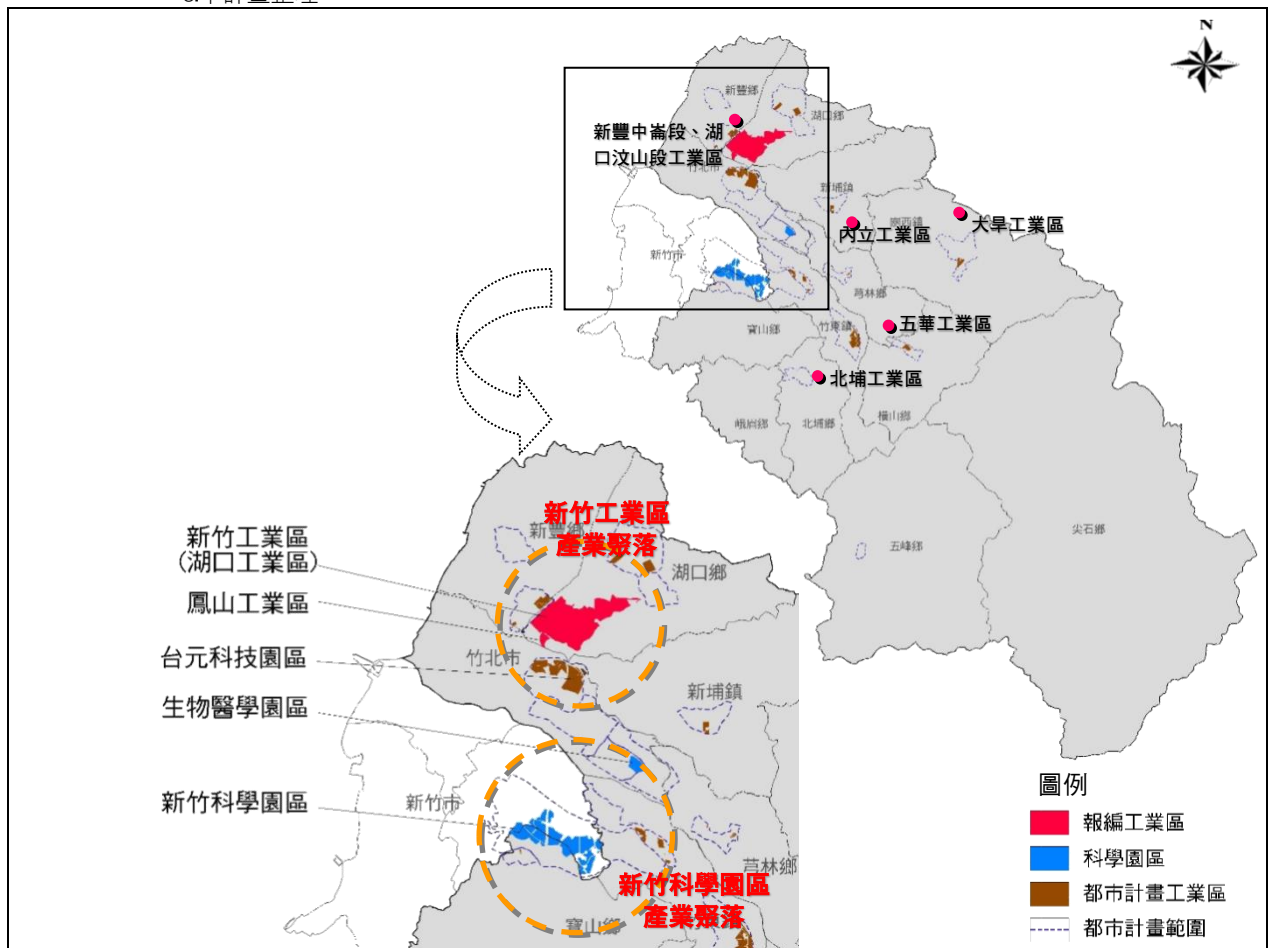 N
新豐鄉
湖口鄉
新豐中崙段、湖
口汶山段工業區
竹北市
新埔鎮
關西鎮
大旱工業區
內立工業區
新竹市
芎林鄉
五華工業區
寶山鄉
竹東鎮
北埔工業區
橫山鄉
峨眉鄉
北埔鄉
尖石鄉
五峰鄉
新竹工業區
產業聚落
新豐鄉
新竹工業區
(湖口工業區)
湖口鄉
鳳山工業區
台元科技園區
竹北市
新埔鎮
生物醫學園區
新竹科學園區
新竹市
芎林鄉
新竹科學園區
產業聚落
寶山鄉
圖例
報編工業區
科學園區
都市計畫工業區
都市計畫範圍